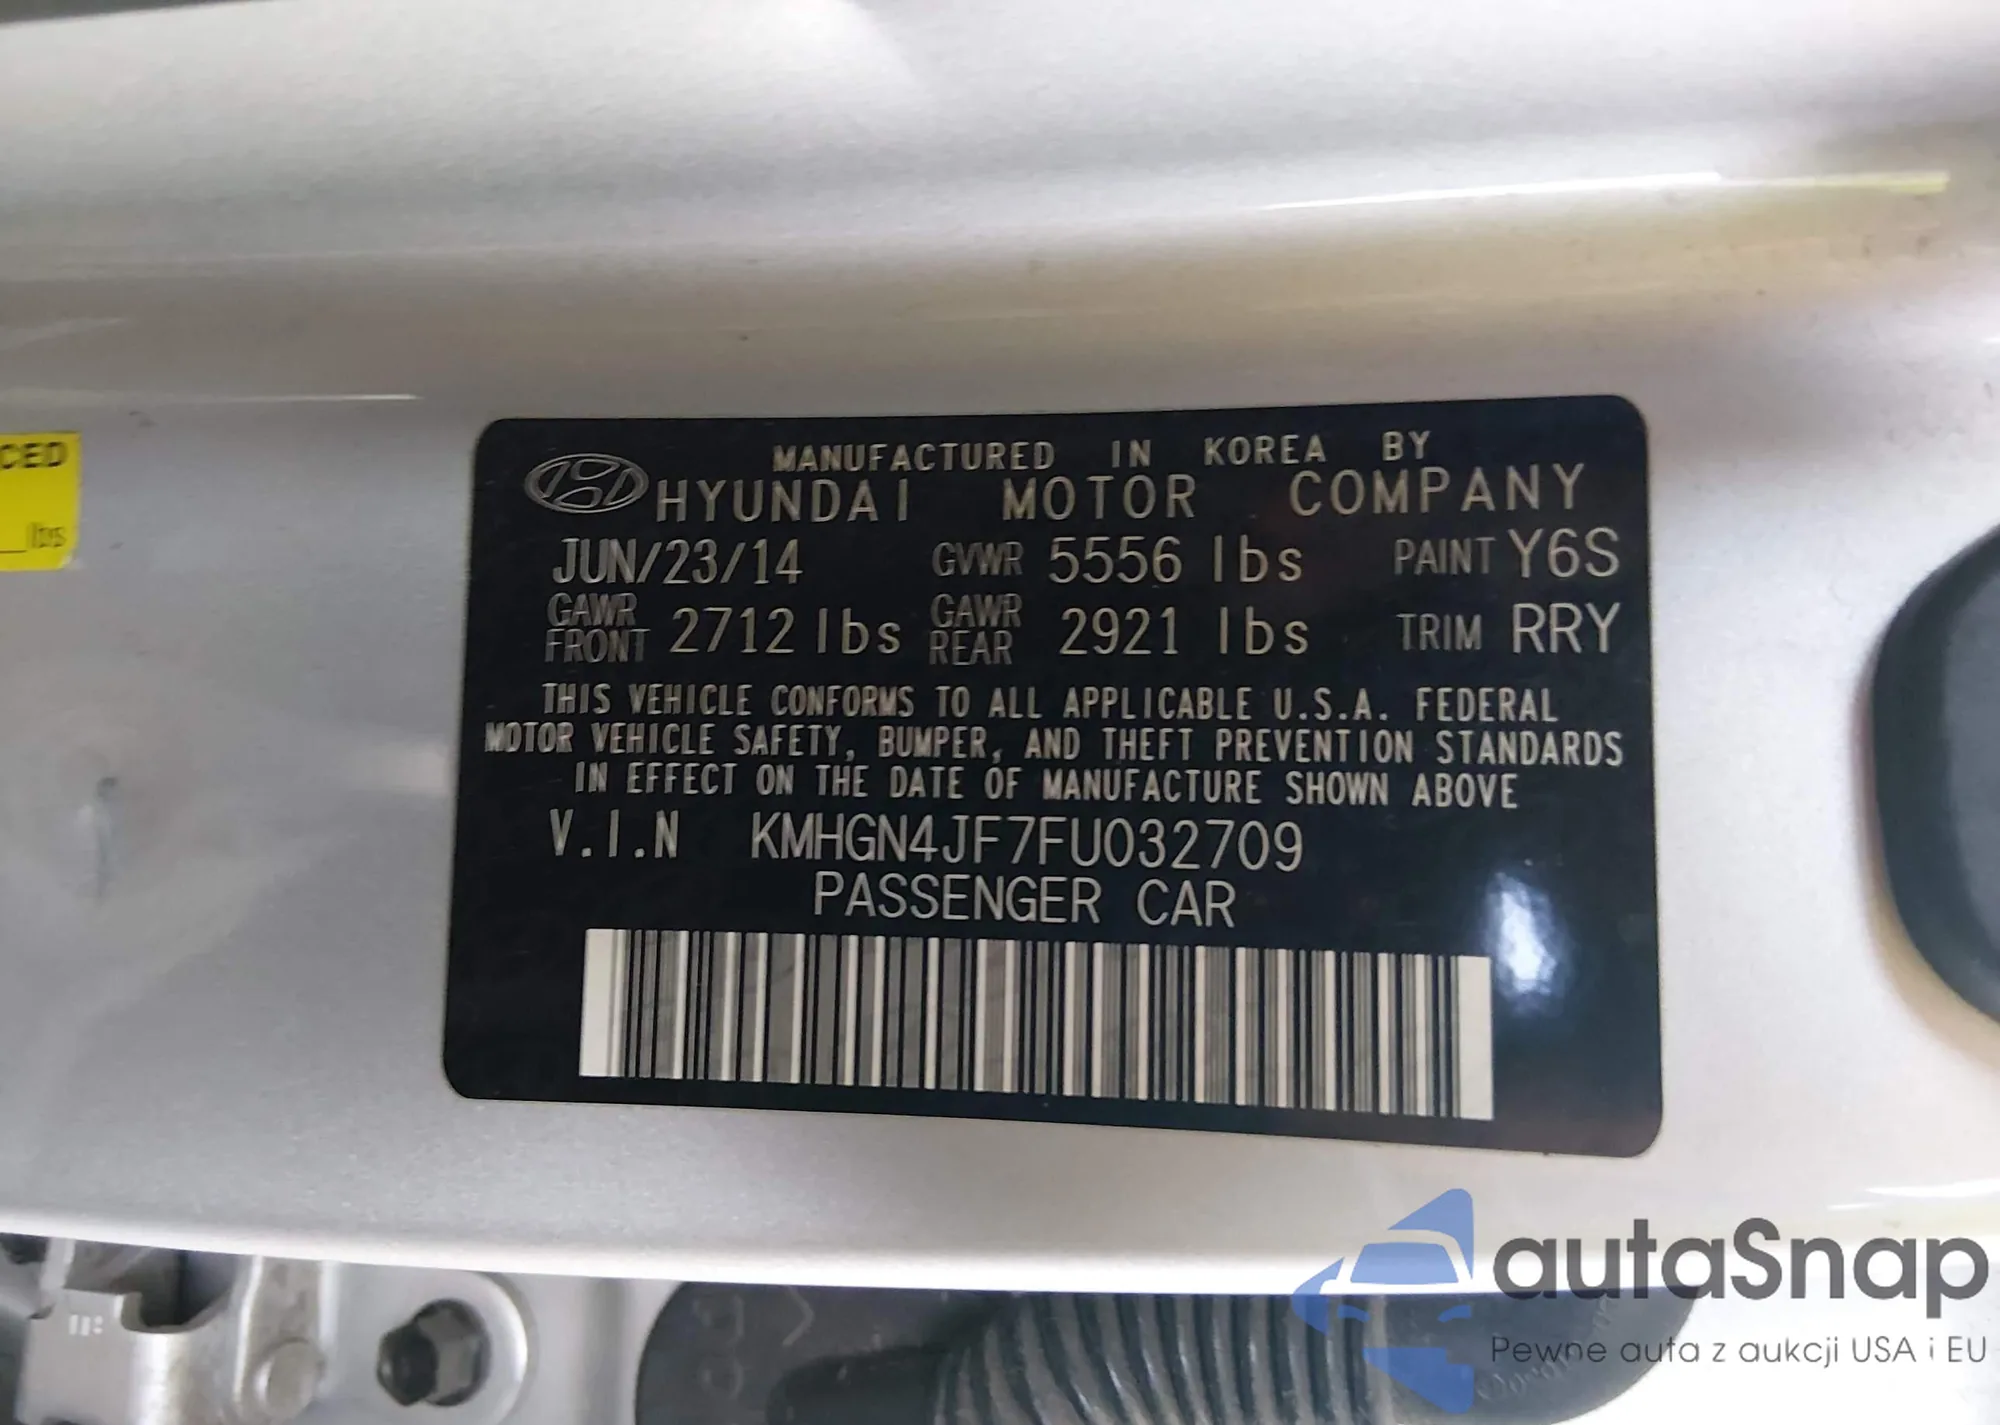 CED
lbs
MANUFACTURED IN KOREA BY
HYUNDAI MOTOR COMPANY
JUN/23/14 GVWR 5556 lbs PAINT Y6S
GAWR FRONT 2712 lbs GAWR REAR 2921 lbs TRIM RRY
THIS VEHICLE CONFORMS TO ALL APPLICABLE U.S.A. FEDERAL
MOTOR VEHICLE SAFETY, BUMPER, AND THEFT PREVENTION STANDARDS
IN EFFECT ON THE DATE OF MANUFACTURE SHOWN ABOVE
V.I.N KMHGN4JF7FU032709
PASSENGER CAR
autaSnap
Pewne auta z aukcji USA i EU